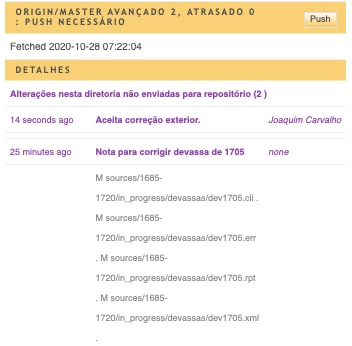 ORIGIN/MASTER AVANÇADO 2, ATRASADO 0
: PUSH NECESSÁRIO
Push
Fetched 2020-10-28 07:22:04
DETALHES
Alterações nesta diretoria não enviadas para repositório (2 )
14 seconds ago Aceita correção exterior. Joaquim Carvalho
25 minutes ago Nota para corrigir devassa de 1705 none
M sources/1685-
1720/in_progress/devassas/dev1705.cli .
M sources/1685-
1720/in_progress/devassas/dev1705.err
. M sources/1685-
1720/in_progress/devassas/dev1705.rpt
. M sources/1685-
1720/in_progress/devassas/dev1705.xml
.